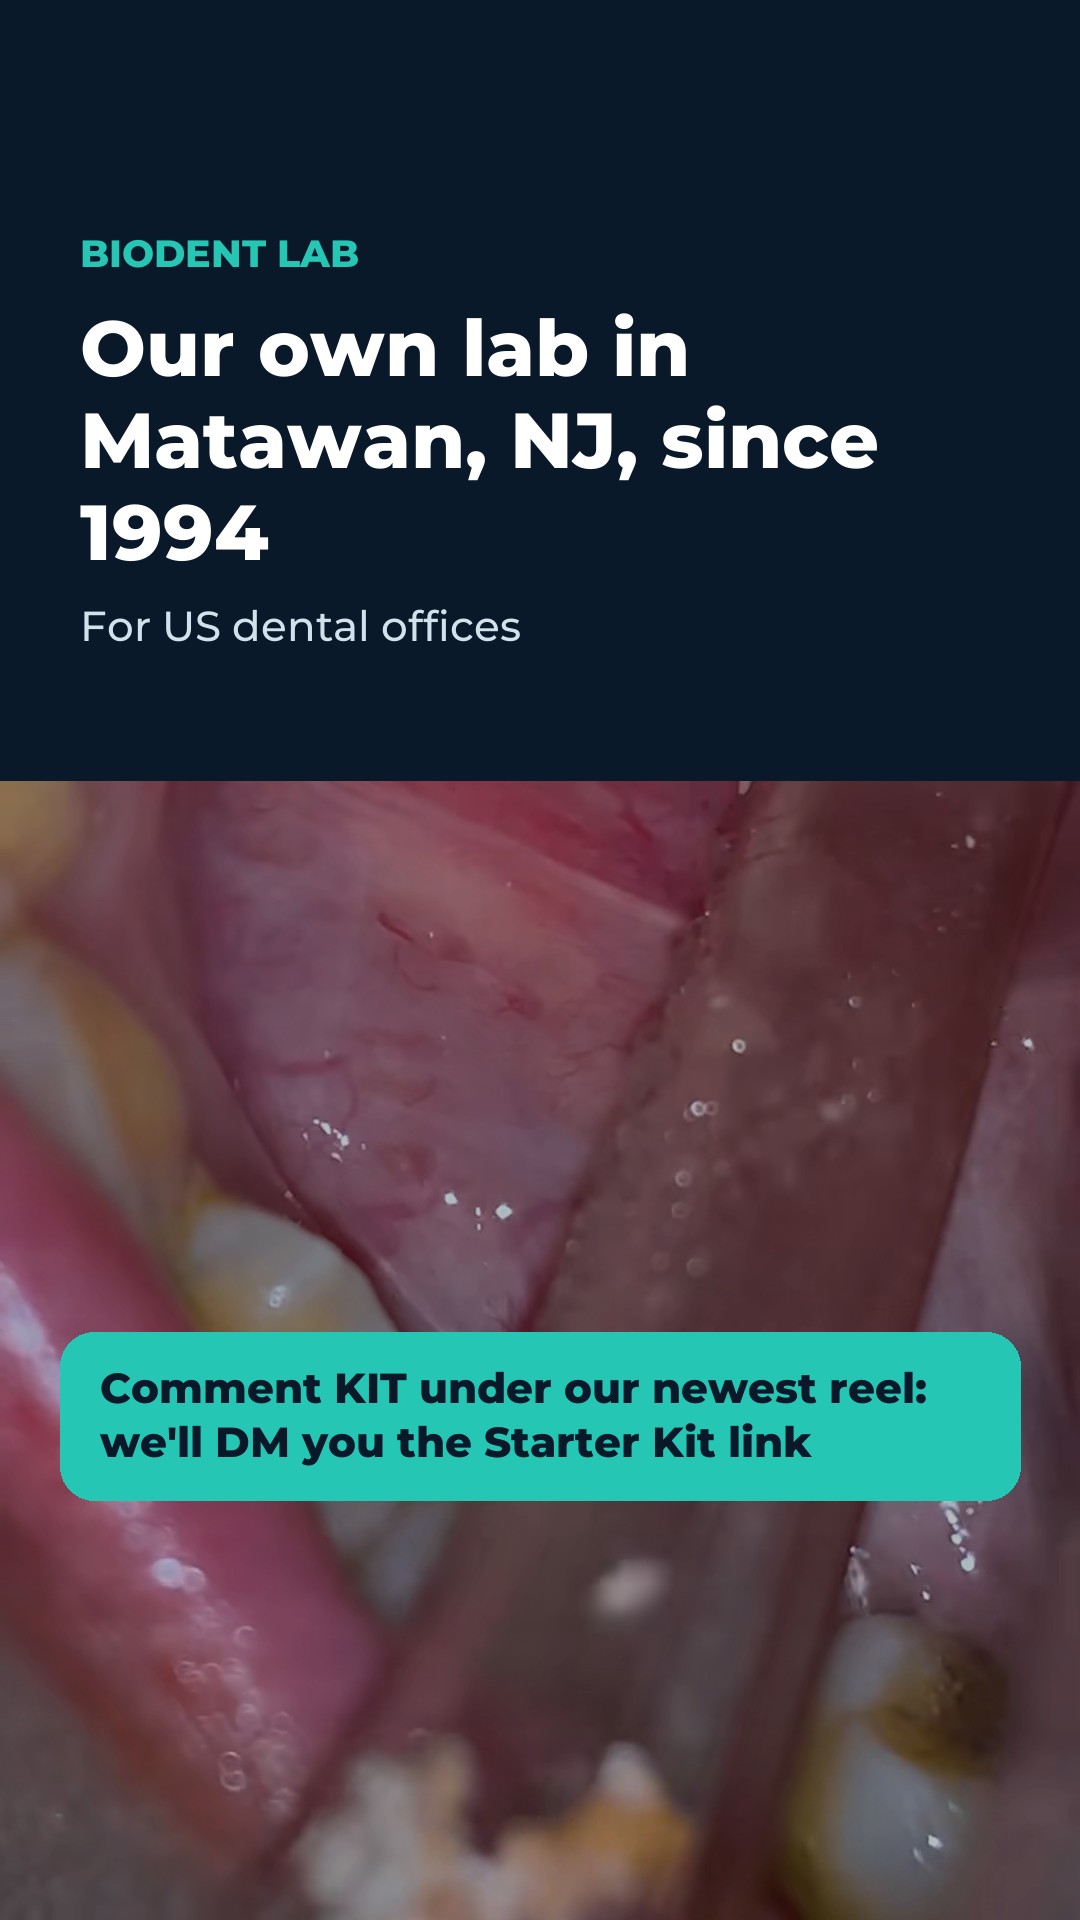 BIODENT LAB
Our own lab in
Matawan, NJ, since
1994
For US dental offices
Comment KIT under our newest reel:
we'll DM you the Starter Kit link